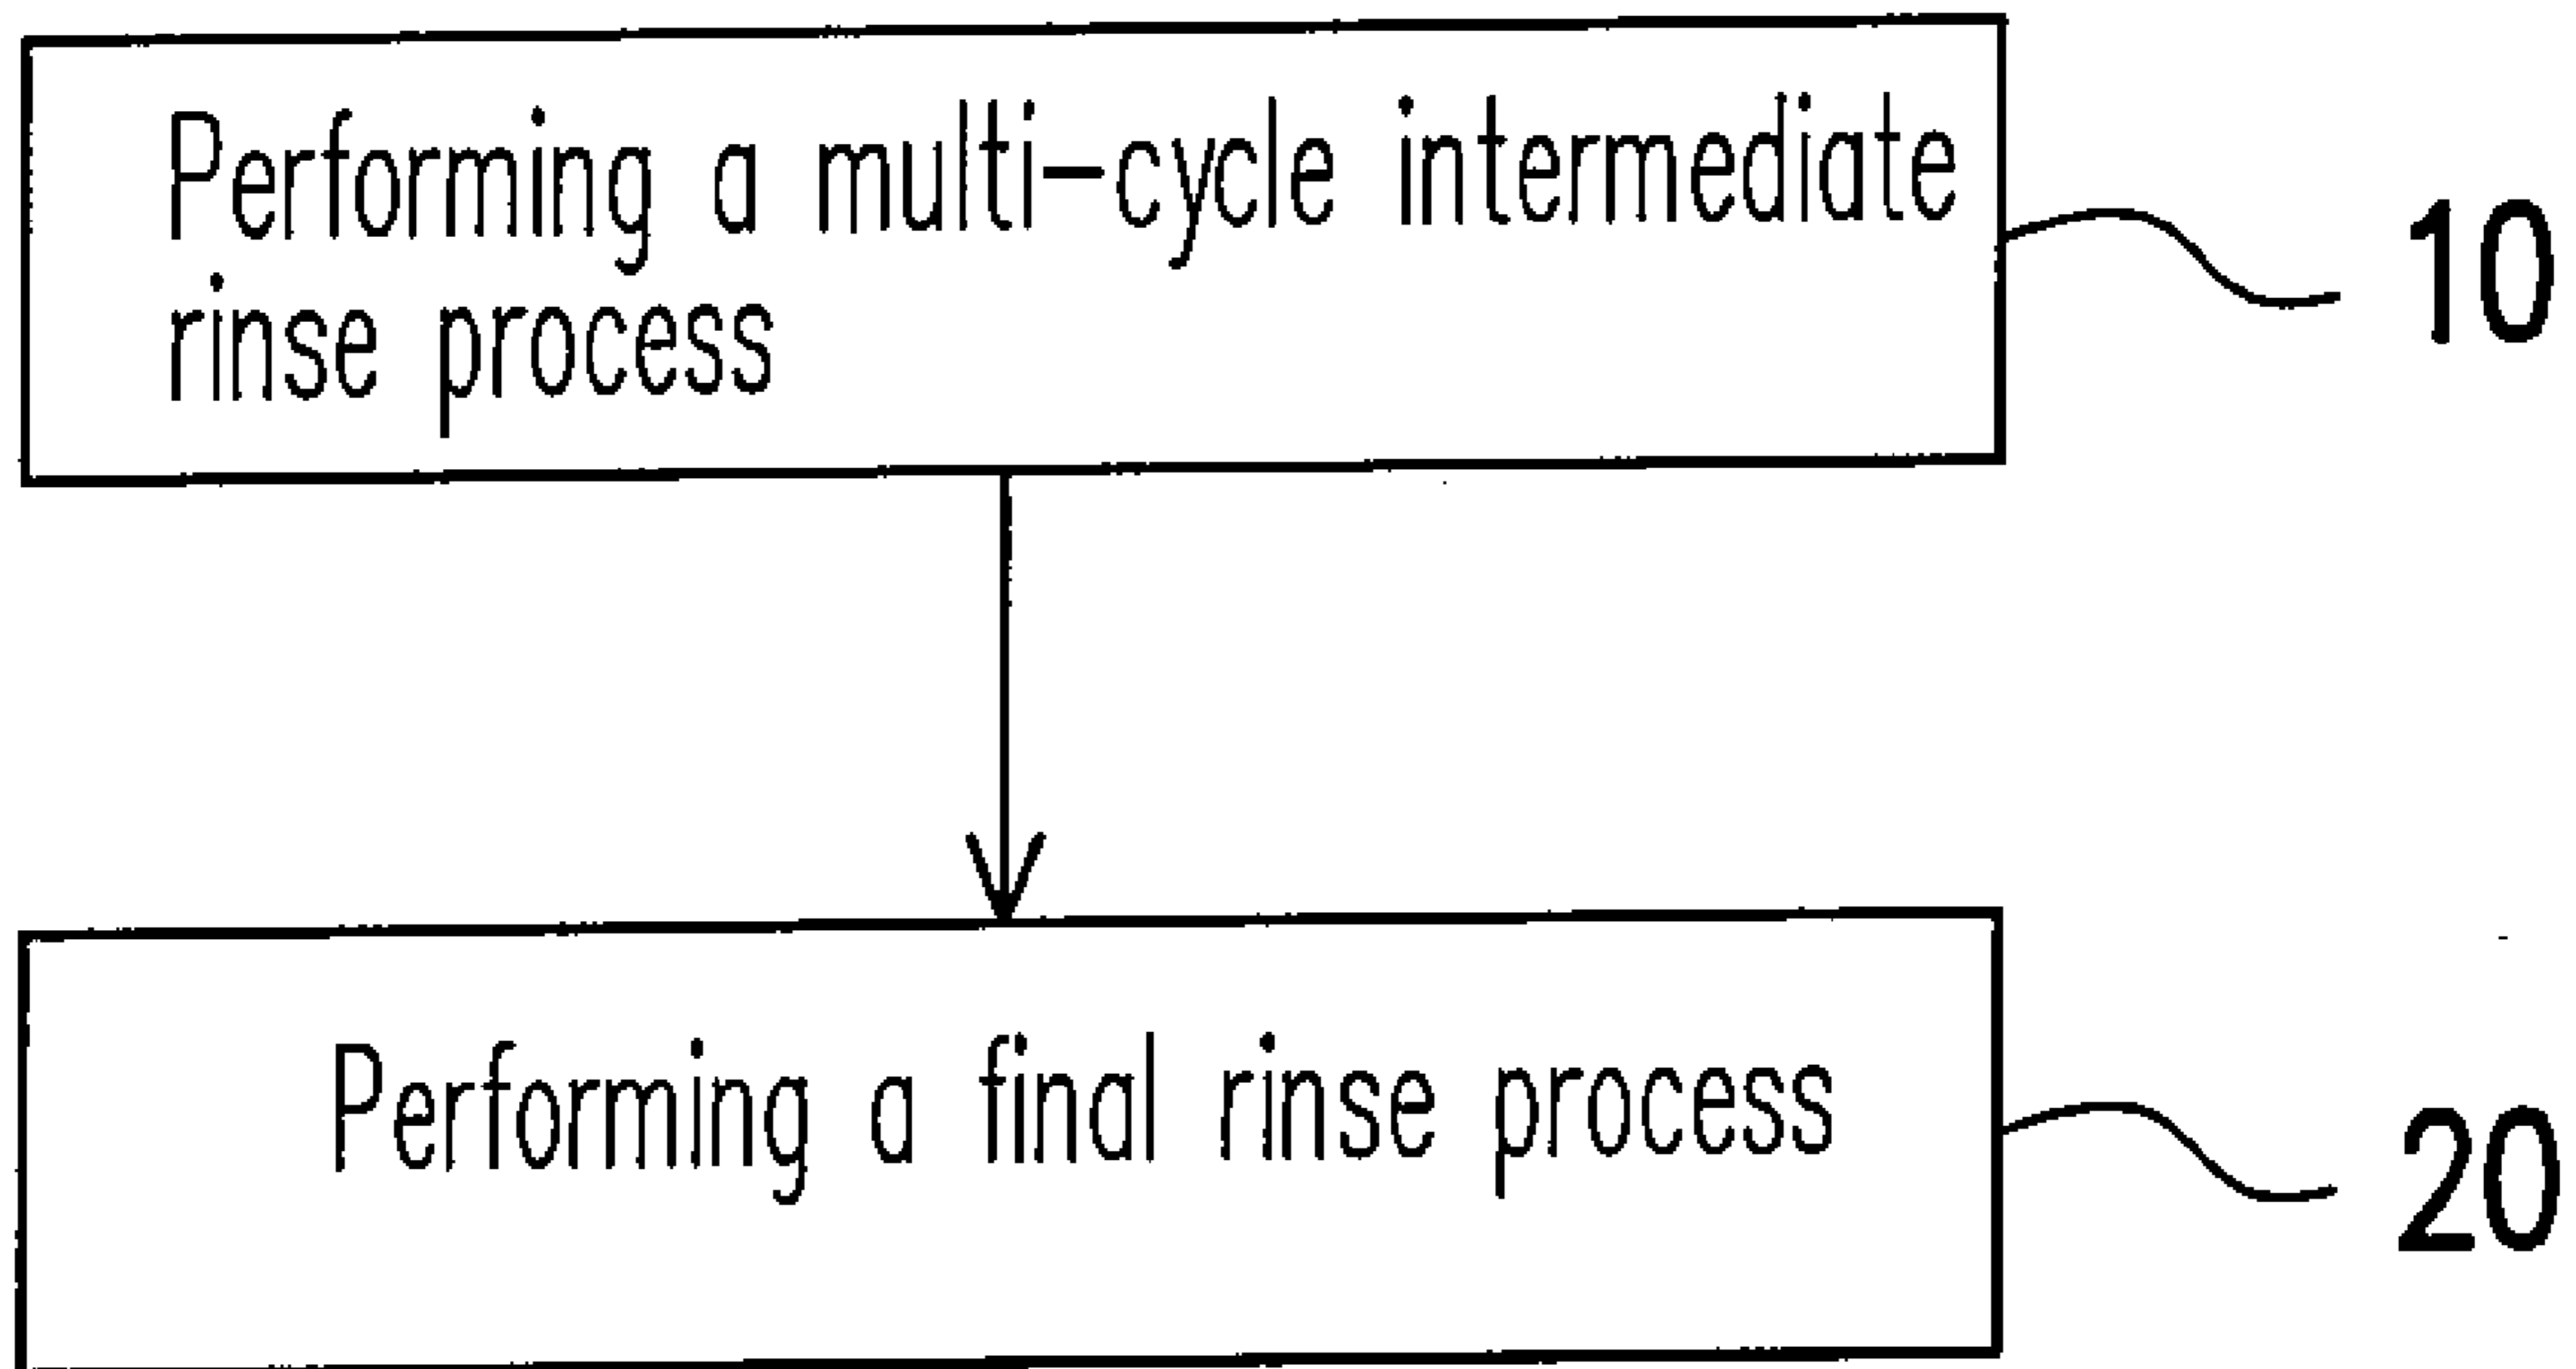 Performing a multi-cycle intermediate
rinse process
10
Performing a final rinse process
20